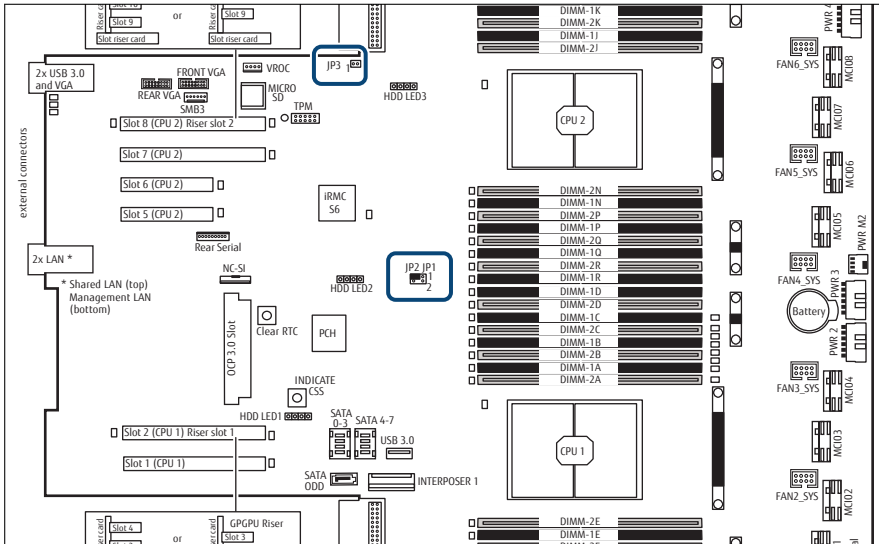 Slot 9
or
Slot 9
Slot riser card
Slot riser card
2x USB 3.0
and VGA
FRONT VGA
REAR VGA
SMB3
VROC
MICRO
SD
TPM
JP3 1
HDD LED3
Slot 8 (CPU 2) Riser slot 2
Slot 7 (CPU 2)
Slot 6 (CPU 2)
Slot 5 (CPU 2)
external connectors
iRMC
S6
Rear Serial
2x LAN *
* Shared LAN (top)
Management LAN
(bottom)
NC-SI
HDD LED2
JP2 JP1
1
2
OCP 3.0 Slot
Clear RTC
PCH
INDICATE
CSS
HDD LED1
SATA
0-3
SATA 4-7
USB 3.0
Slot 2 (CPU 1) Riser slot 1
Slot 1 (CPU 1)
SATA
ODD
INTERPOSER 1
Slot 4
or
GPGPU Riser
Slot 3
DIMM-1K
DIMM-2K
DIMM-1J
DIMM-2J
CPU 2
DIMM-2N
DIMM-1N
DIMM-2P
DIMM-1P
DIMM-2Q
DIMM-1Q
DIMM-2R
DIMM-1R
DIMM-1D
DIMM-2D
DIMM-1C
DIMM-2C
DIMM-1B
DIMM-2B
DIMM-1A
DIMM-2A
CPU 1
DIMM-2E
DIMM-1E
PWR 4
FAN6_SYS
MCIO8
MCIO7
FAN5_SYS
MCIO6
MCIO5
PWR M2
FAN4_SYS
PWR 3
Battery
PWR 2
FAN3_SYS
MCIO4
MCIO3
FAN2_SYS
MCIO2